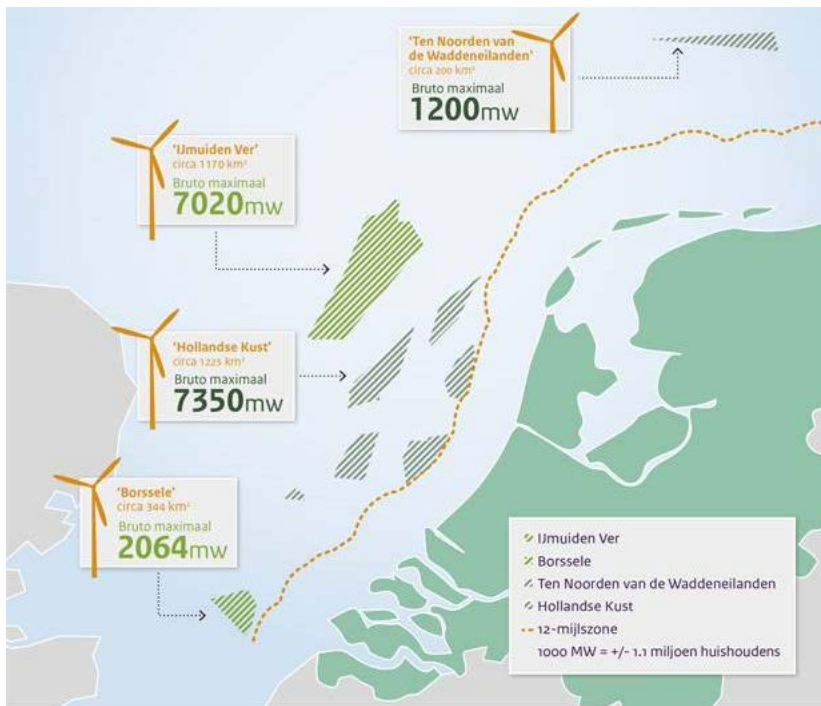 'Ten Noorden van
de Waddeneilanden'
circa 200 km²
Bruto maximaal
1200mw
'IJmuiden Ver'
circa 1170 km²
Bruto maximaal
7020mw
'Hollandse Kust'
circa 1225 km²
Bruto maximaal
7350mw
'Borssele'
circa 344 km²
Bruto maximaal
2064mw
IJmuiden Ver
Borssele
Ten Noorden van de Waddeneilanden
Hollandse Kust
12-mijlszone
1000 MW = +/- 1.1 miljoen huishoudens